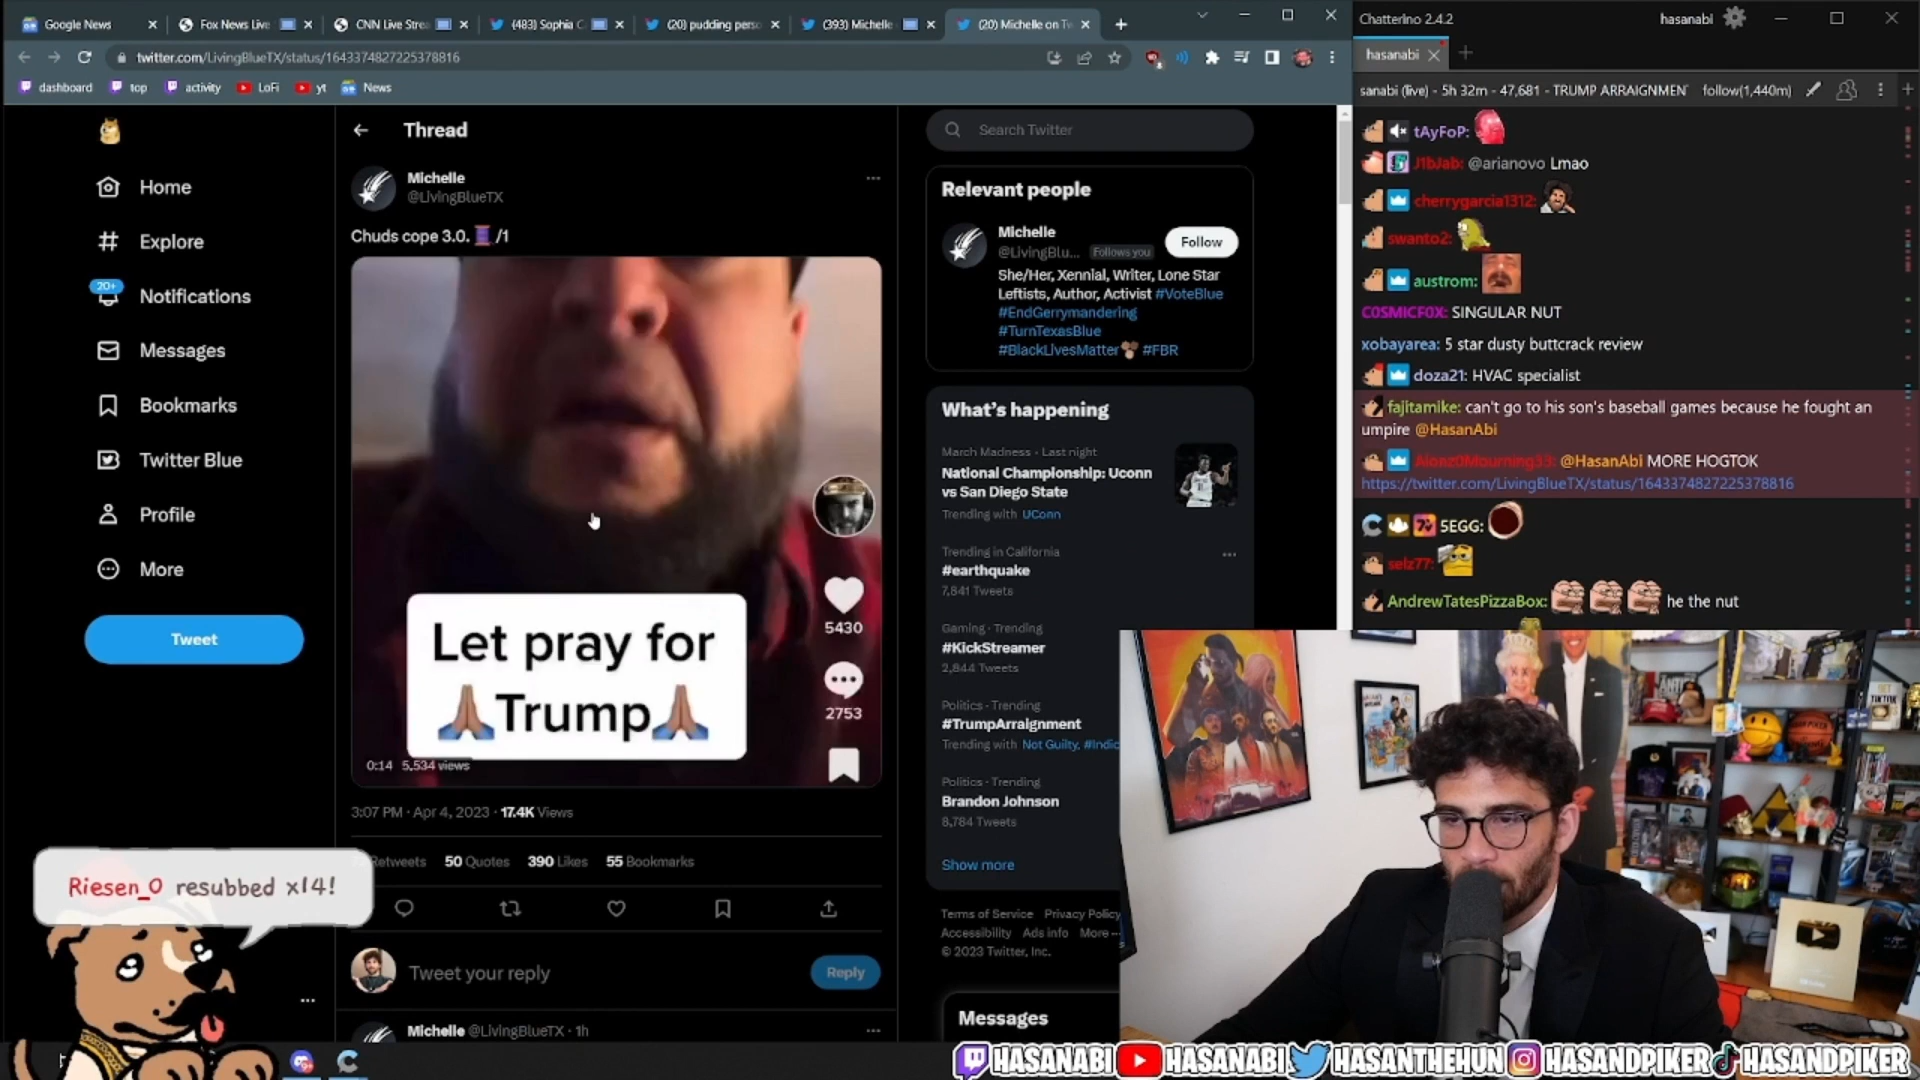 Google News
Fox News Live
CNN Live Stre
(483) Sophia C
(20) pudding perso
(393) Michelle
(20) Michelle on Tw
twitter.com/LivingBlueTX/status/1643374827225378816
dashboard
top
activity
LoFi
yt
News
Home
Explore
20+
Notifications
Messages
Bookmarks
Twitter Blue
Profile
More
Tweet
Thread
Michelle
@LivingBlueTX
Chuds cope 3.0. 🧵 /1
Let pray for
🙏🏽Trump🙏🏽
5430
2753
0:14 5,534 views
3:07 PM · Apr 4, 2023 · 17.4K Views
Retweets 50 Quotes 390 Likes 55 Bookmarks
Tweet your reply
Reply
Michelle @LivingBlueTX · 1h
Search Twitter
Relevant people
Michelle
@LivingBlu... Follows you
Follow
She/Her, Xennial, Writer, Lone Star
Leftists, Author, Activist #VoteBlue
#EndGerrymandering
#TurnTexasBlue
#BlackLivesMatter #FBR
What's happening
March Madness · Last night
National Championship: Uconn
vs San Diego State
Trending with UConn
Trending in California
#earthquake
7,841 Tweets
Gaming · Trending
#KickStreamer
2,844 Tweets
Politics · Trending
#TrumpArraignment
Trending with Not Guilty, #Indic
Politics · Trending
Brandon Johnson
8,784 Tweets
Show more
Terms of Service Privacy Policy
Accessibility Ads info More ···
© 2023 Twitter, Inc.
Messages
Chatterino 2.4.2
hasanabi
hasanabi
sanabi (live) - 5h 32m - 47,681 - TRUMP ARRAIGNMEN
follow(1,440m)
tAyFoP:
J1bJab: @arianovo Lmao
cherrygarcia1312:
swanto2:
austrom:
C0SMICF0X: SINGULAR NUT
xobayarea: 5 star dusty buttcrack review
doza21: HVAC specialist
fajitamike: can't go to his son's baseball games because he fought an
umpire @HasanAbi
Alonz0Mourning33: @HasanAbi MORE HOGTOK
https://twitter.com/LivingBlueTX/status/1643374827225378816
5EGG:
selz77:
AndrewTatesPizzaBox: he the nut
Riesen_O resubbed x14!
HASANABI HASANABI HASANTHEHUN HASANDPIKER HASANDPIKER